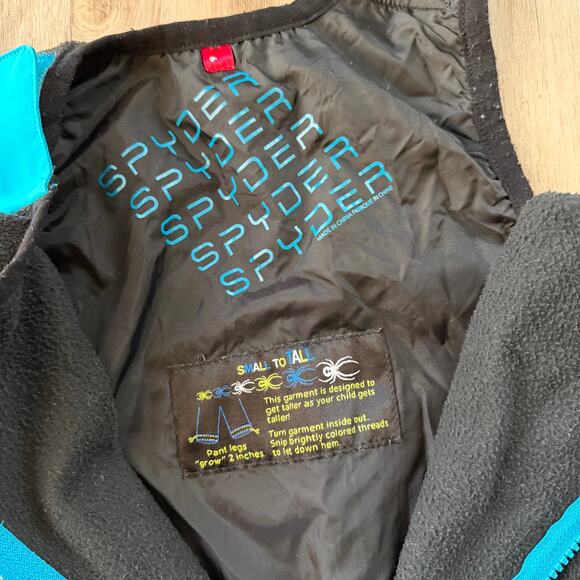 SPYDER
SPYDER
SPYDER
SPYDER
SPYDER
MADE IN CHINA FABRIQUE EN CHINE
SMALL TO TALL
This garment is designed to
get taller as your child gets
taller!
Turn garment inside out.
Snip brightly colored threads
to let down hem.
Pant legs
"grow" 2 inches.